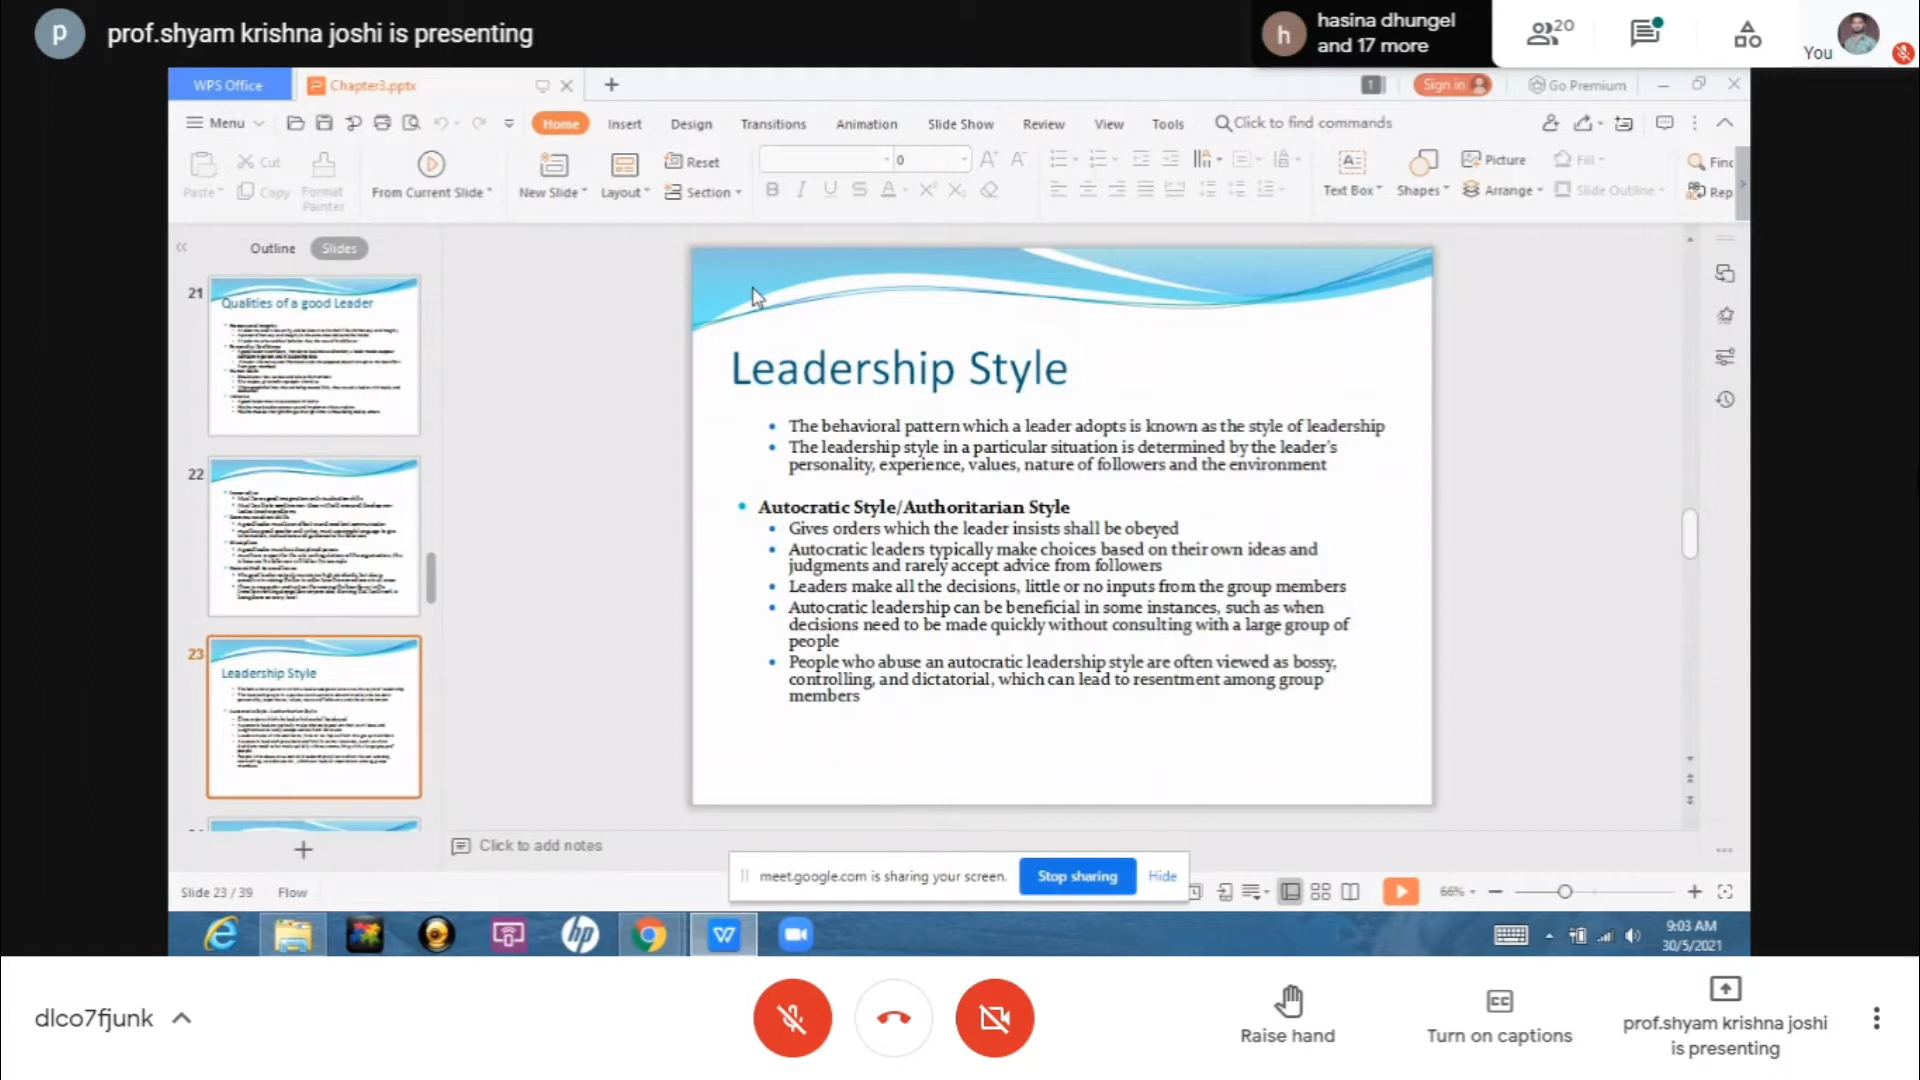 p prof.shyam krishna joshi is presenting
h hasina dhungel
and 17 more
20
You
WPS Office Chapter3.pptx 1 Sign in Go Premium
Menu Home Insert Design Transitions Animation Slide Show Review View Tools Click to find commands
Paste Cut Copy Format Painter From Current Slide New Slide Layout Reset Section 0 Text Box Shapes Picture Arrange Fill Slide Outline Find Rep
Outline Slides
21
Qualities of a good Leader
22
23
Leadership Style
Leadership Style
• The behavioral pattern which a leader adopts is known as the style of leadership
• The leadership style in a particular situation is determined by the leader's
personality, experience, values, nature of followers and the environment
• Autocratic Style/Authoritarian Style
• Gives orders which the leader insists shall be obeyed
• Autocratic leaders typically make choices based on their own ideas and
judgments and rarely accept advice from followers
• Leaders make all the decisions, little or no inputs from the group members
• Autocratic leadership can be beneficial in some instances, such as when
decisions need to be made quickly without consulting with a large group of
people
• People who abuse an autocratic leadership style are often viewed as bossy,
controlling, and dictatorial, which can lead to resentment among group
members
Click to add notes
meet.google.com is sharing your screen. Stop sharing Hide
Slide 23 / 39 Flow 66%
9:03 AM
30/5/2021
dlco7fjunk
Raise hand
Turn on captions
prof.shyam krishna joshi
is presenting